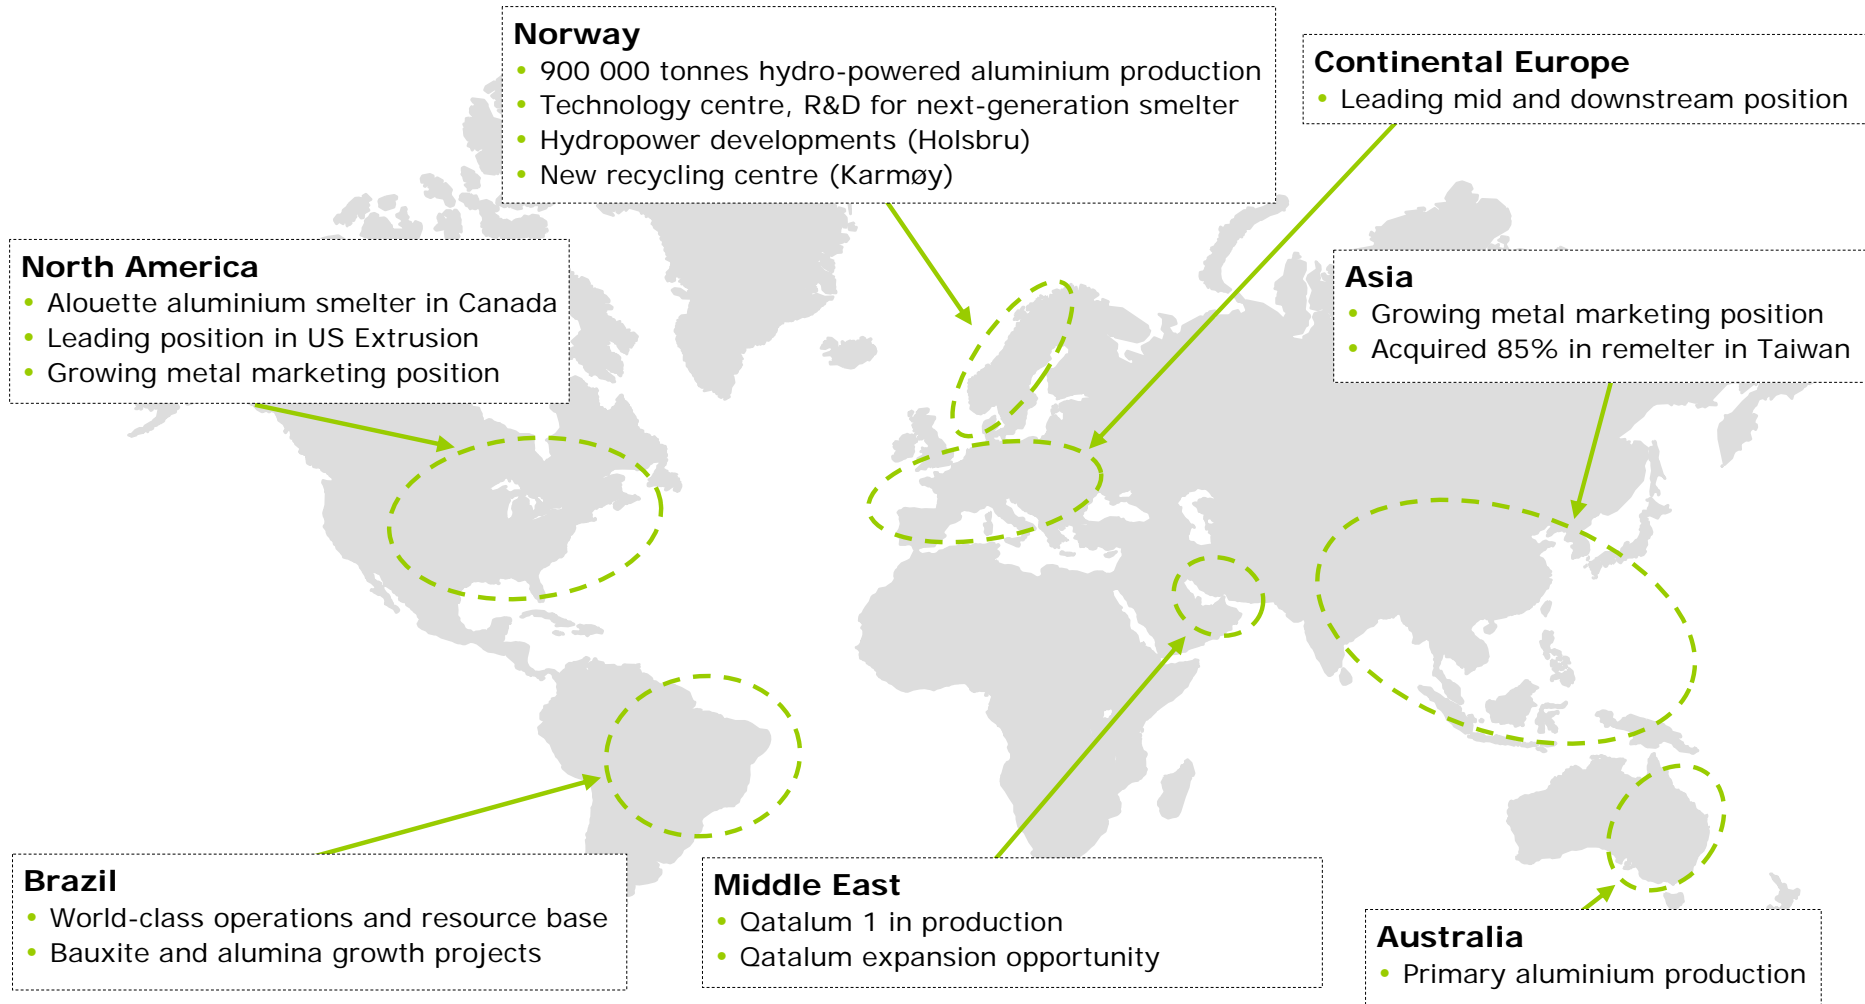 Norway
• 900 000 tonnes hydro-powered aluminium production
• Technology centre, R&D for next-generation smelter
• Hydropower developments (Holsbru)
• New recycling centre (Karmøy)
Continental Europe
• Leading mid and downstream position
North America
• Alouette aluminium smelter in Canada
• Leading position in US Extrusion
• Growing metal marketing position
Asia
• Growing metal marketing position
• Acquired 85% in remelter in Taiwan
Brazil
• World-class operations and resource base
• Bauxite and alumina growth projects
Middle East
• Qatalum 1 in production
• Qatalum expansion opportunity
Australia
• Primary aluminium production